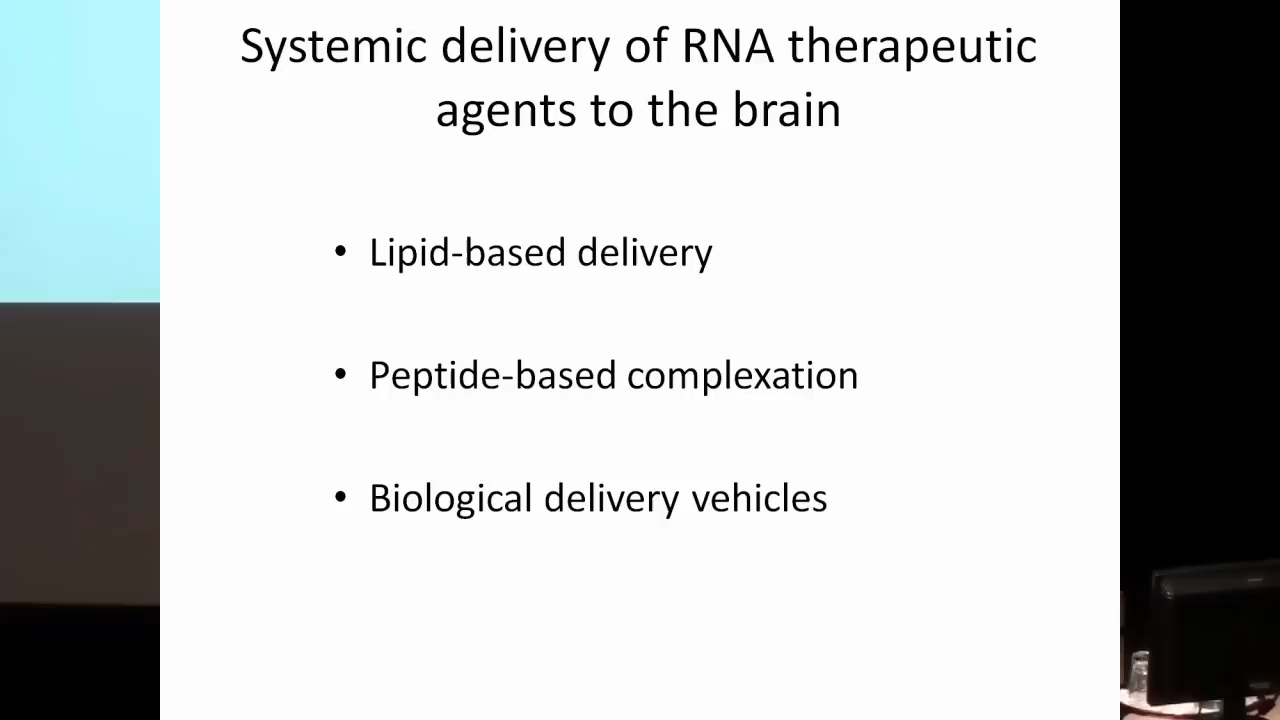 Systemic delivery of RNA therapeutic
agents to the brain
• Lipid-based delivery
• Peptide-based complexation
• Biological delivery vehicles